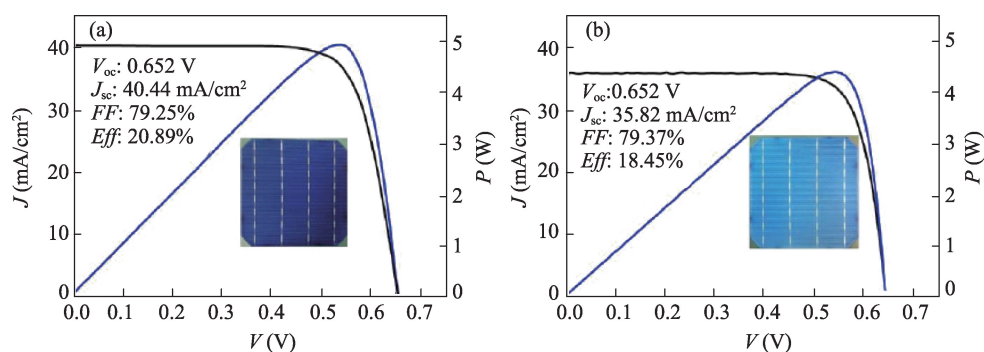 (a)
V_oc: 0.652 V
J_sc: 40.44 mA/cm²
FF: 79.25%
Eff: 20.89%
J (mA/cm²)
40
30
20
10
0
P (W)
5
4
3
2
1
0
0.0 0.1 0.2 0.3 0.4 0.5 0.6 0.7
V (V)
(b)
V_oc:0.652 V
J_sc: 35.82 mA/cm²
FF: 79.37%
Eff: 18.45%
J (mA/cm²)
40
30
20
10
0
P (W)
5
4
3
2
1
0
0.0 0.1 0.2 0.3 0.4 0.5 0.6 0.7
V (V)